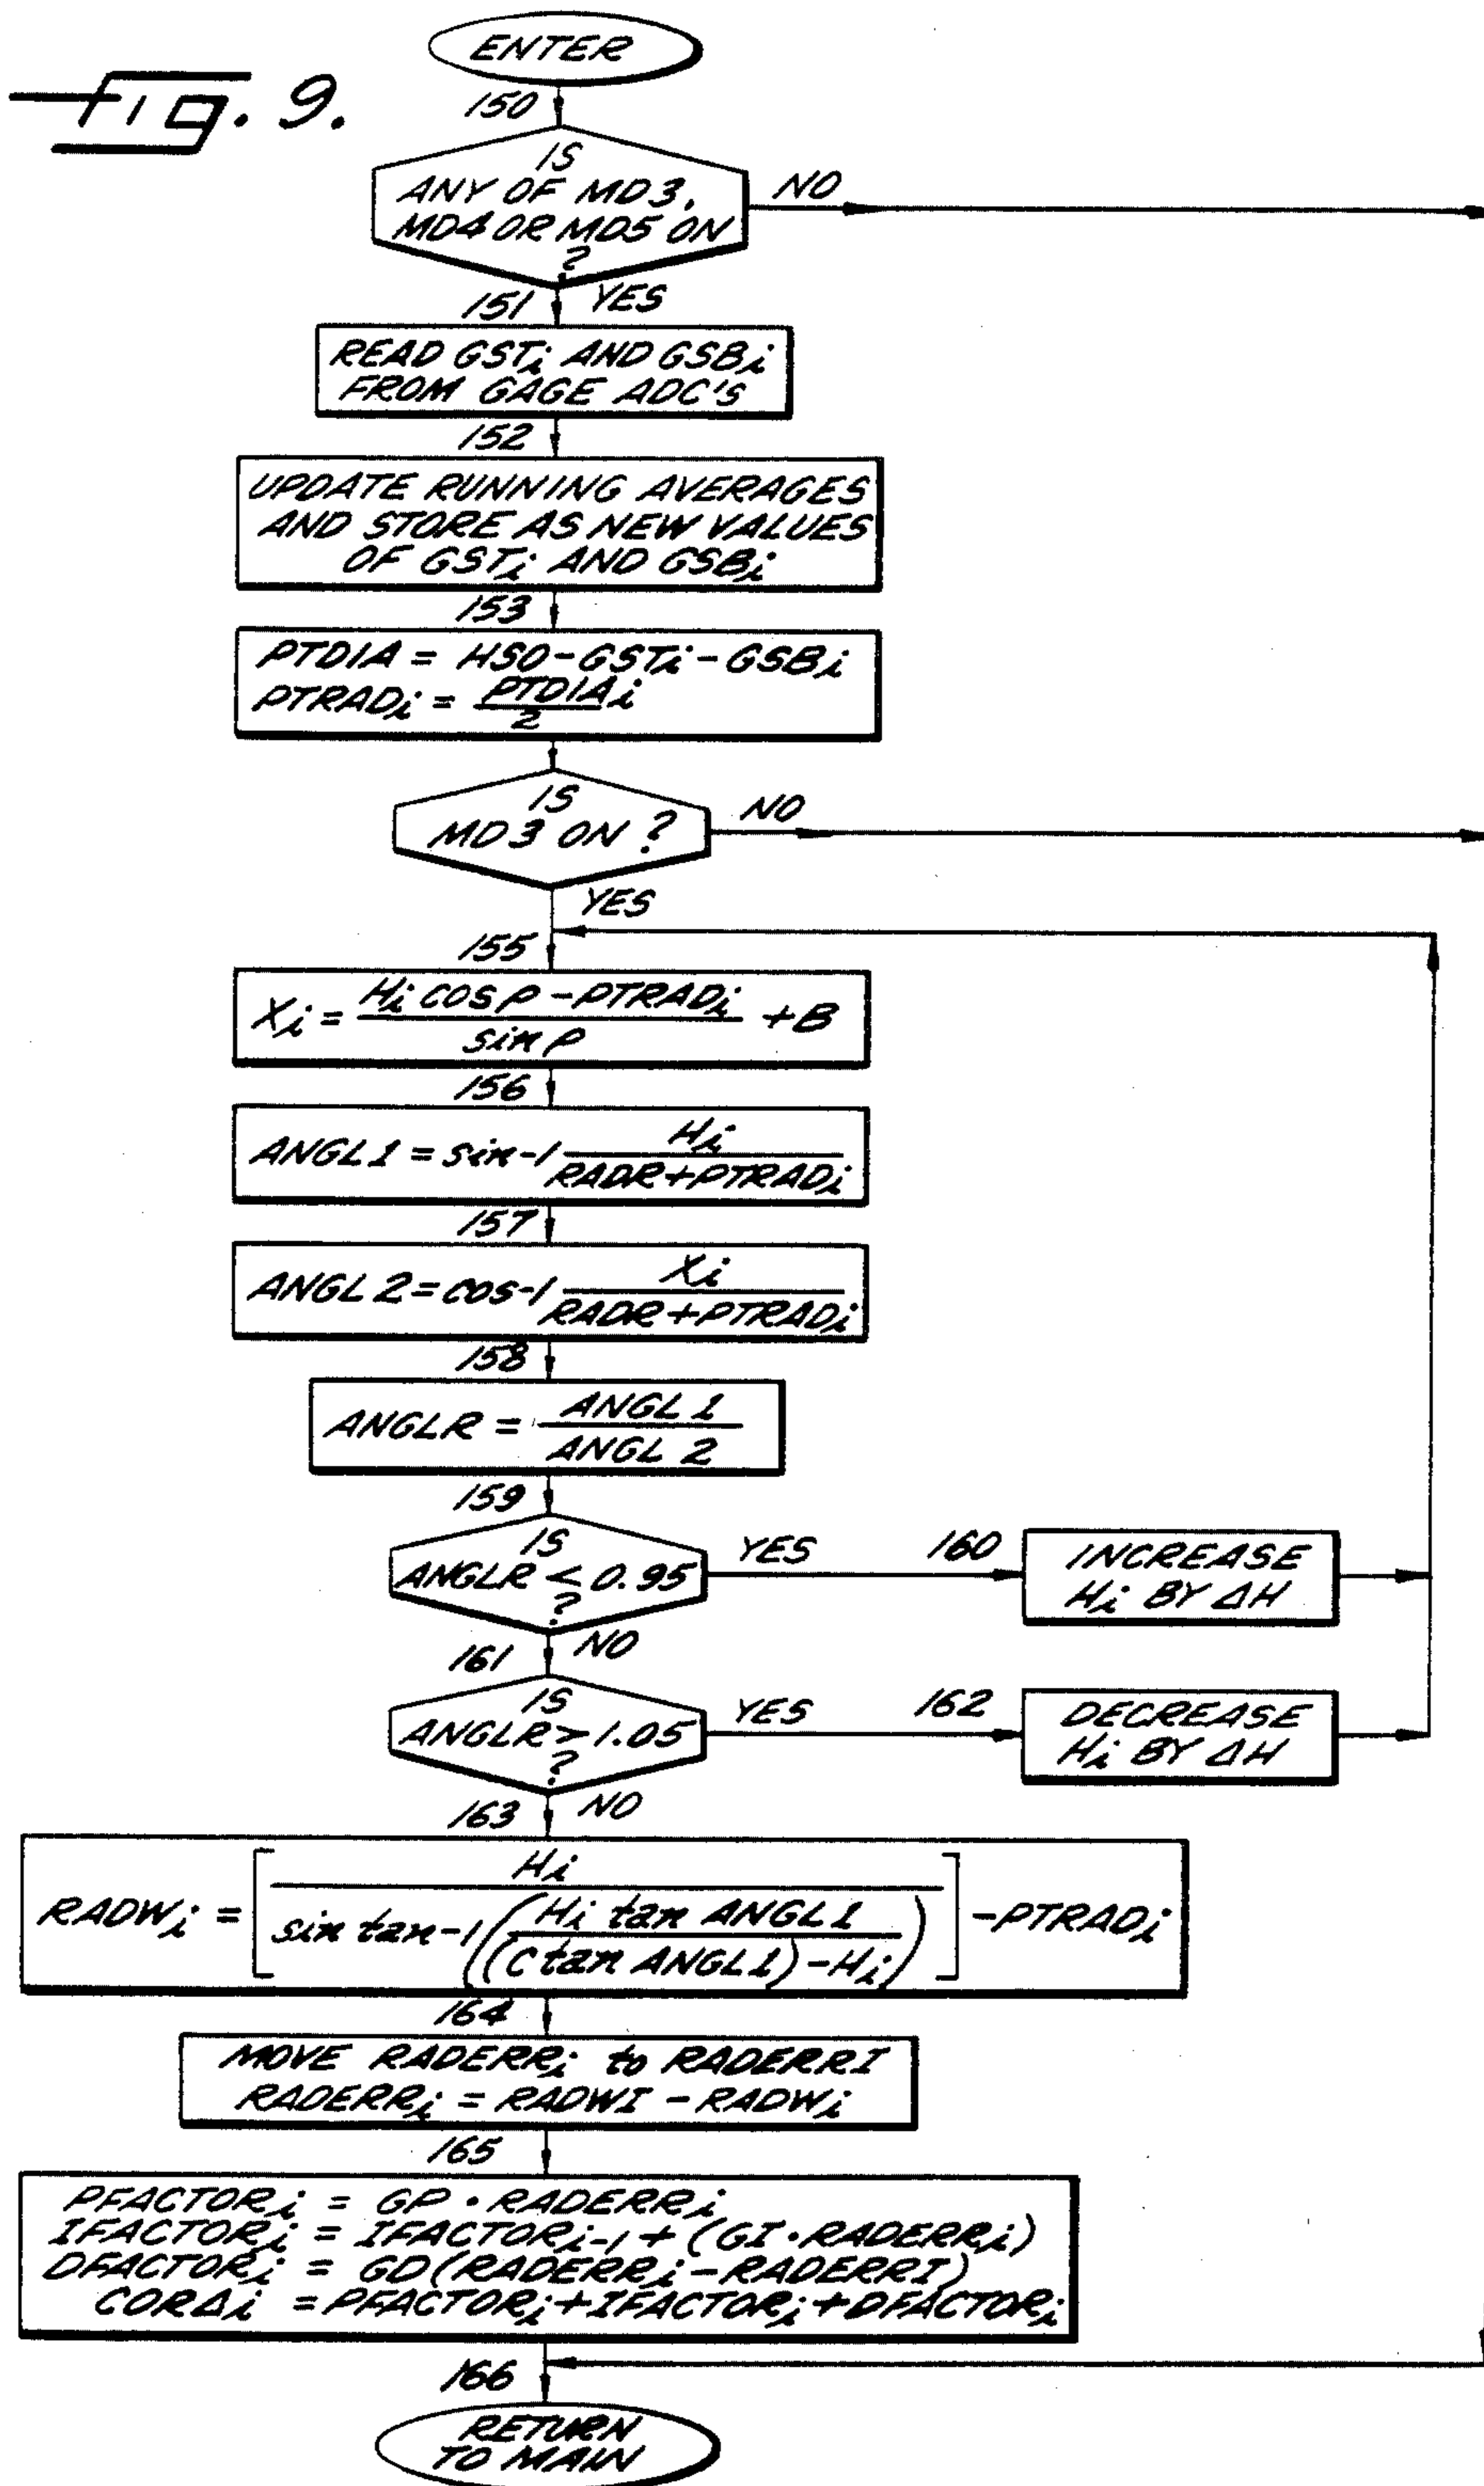 ENTER
Fig. 9.
150
IS
ANY OF MD3,
MD4 OR MD5 ON
?
NO
151
YES
READ GSTi AND GSBi
FROM GAGE ADC'S
152
UPDATE RUNNING AVERAGES
AND STORE AS NEW VALUES
OF GSTi AND GSBi
153
PTDIA = HSO-GSTi-GSBi
PTRADi = PTDIAi / 2
IS
MD3 ON ?
NO
YES
155
Xi = (Hi COS P - PTRADi) / sin P + B
156
ANGL1 = sin-1 Hi / RADR+PTRADi
157
ANGL 2 = cos-1 Xi / RADR+PTRADi
158
ANGLR = ANGL 1 / ANGL 2
159
IS
ANGLR < 0.95
?
YES
160
INCREASE
Hi BY ΔH
161
NO
IS
ANGLR > 1.05
?
YES
162
DECREASE
Hi BY ΔH
163
NO
RADWi = [Hi / sin tan-1 (Hi tan ANGL1 / (C tan ANGL1) - Hi)] - PTRADi
164
MOVE RADERRi to RADERRI
RADERRi = RADWI - RADWi
165
PFACTORi = GP · RADERRi
IFACTORi = IFACTORi-1 + (GI · RADERRi)
DFACTORi = GD(RADERRi - RADERRI)
CORΔi = PFACTORi + IFACTORi + DFACTORi
166
RETURN
TO MAIN